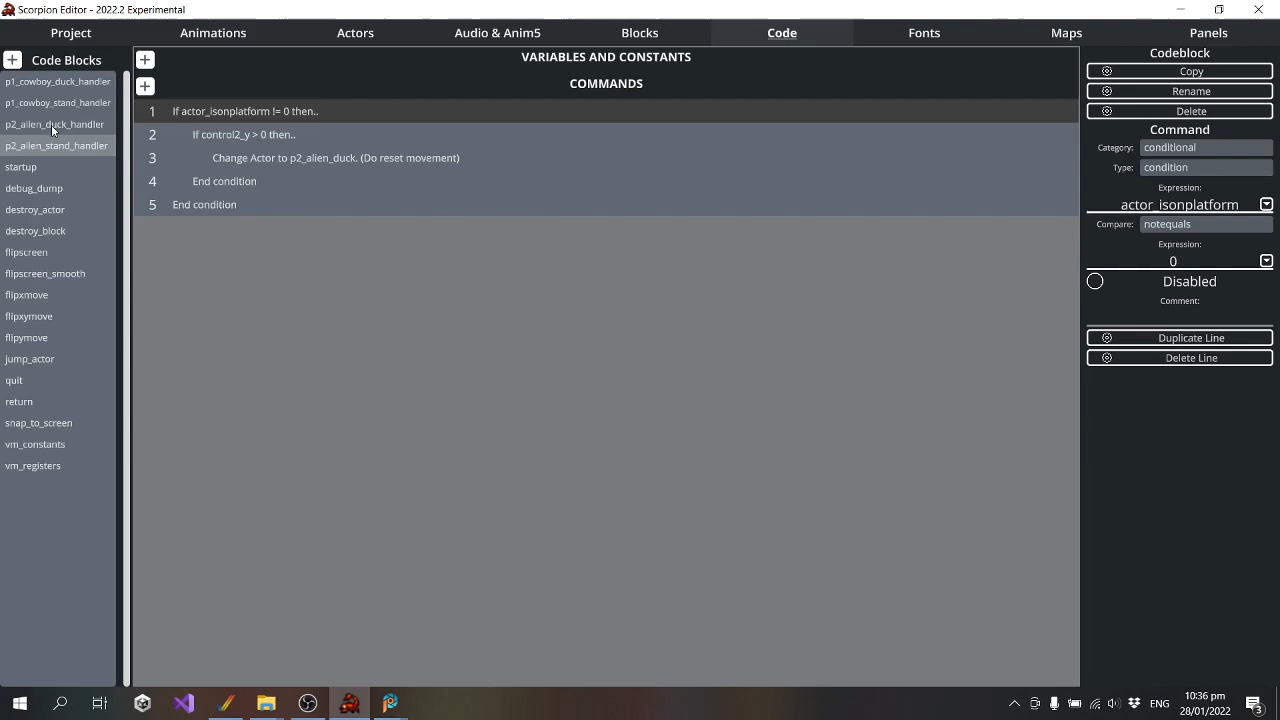 Scorpion Editor - 2022.2 Experimental
Project
Animations
Actors
Audio & Anim5
Blocks
Code
Fonts
Maps
Panels
Code Blocks
p1_cowboy_duck_handler
p1_cowboy_stand_handler
p2_alien_duck_handler
p2_alien_stand_handler
startup
debug_dump
destroy_actor
destroy_block
flipscreen
flipscreen_smooth
flipxmove
flipxymove
flipymove
jump_actor
quit
return
snap_to_screen
vm_constants
vm_registers
VARIABLES AND CONSTANTS
COMMANDS
1 If actor_isonplatform != 0 then..
2 If control2_y > 0 then..
3 Change Actor to p2_alien_duck. (Do reset movement)
4 End condition
5 End condition
Codeblock
Copy
Rename
Delete
Command
Category: conditional
Type: condition
Expression:
actor_isonplatform
Compare: notequals
Expression:
0
Disabled
Comment:
Duplicate Line
Delete Line
ENG
10:36 pm
28/01/2022
3